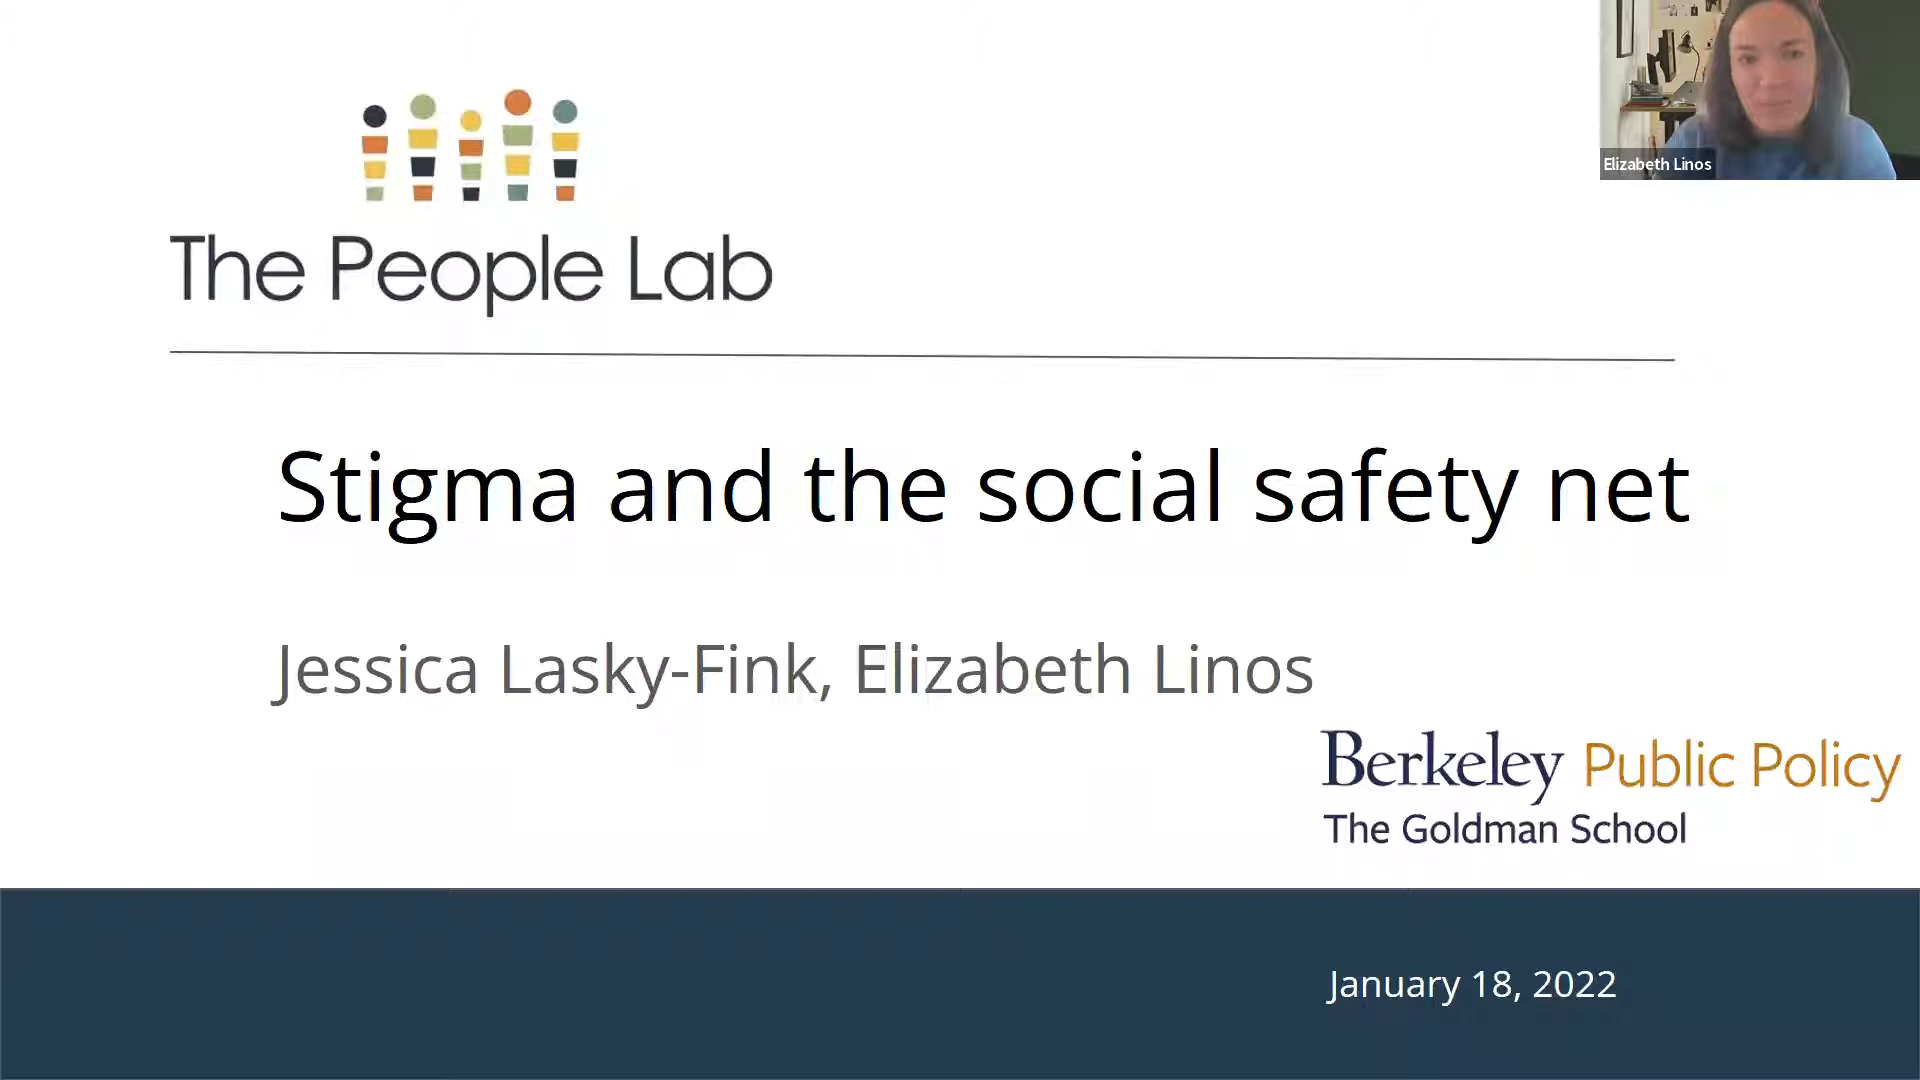 Elizabeth Linos
The People Lab
Stigma and the social safety net
Jessica Lasky-Fink, Elizabeth Linos
Berkeley Public Policy
The Goldman School
January 18, 2022